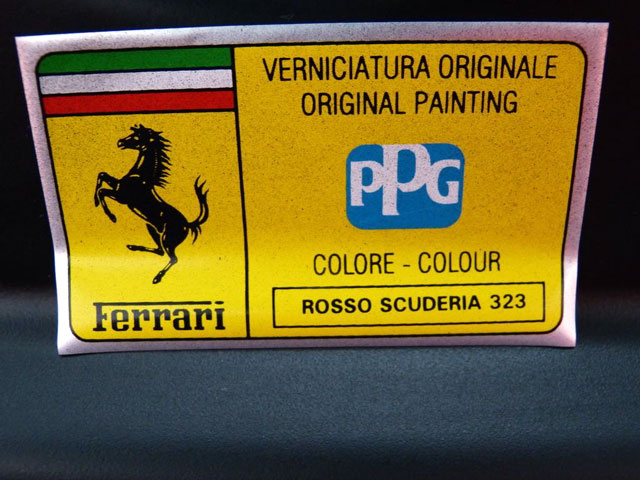 VERNICIATURA ORIGINALE
ORIGINAL PAINTING
PPG
COLORE - COLOUR
ROSSO SCUDERIA 323
Ferrari